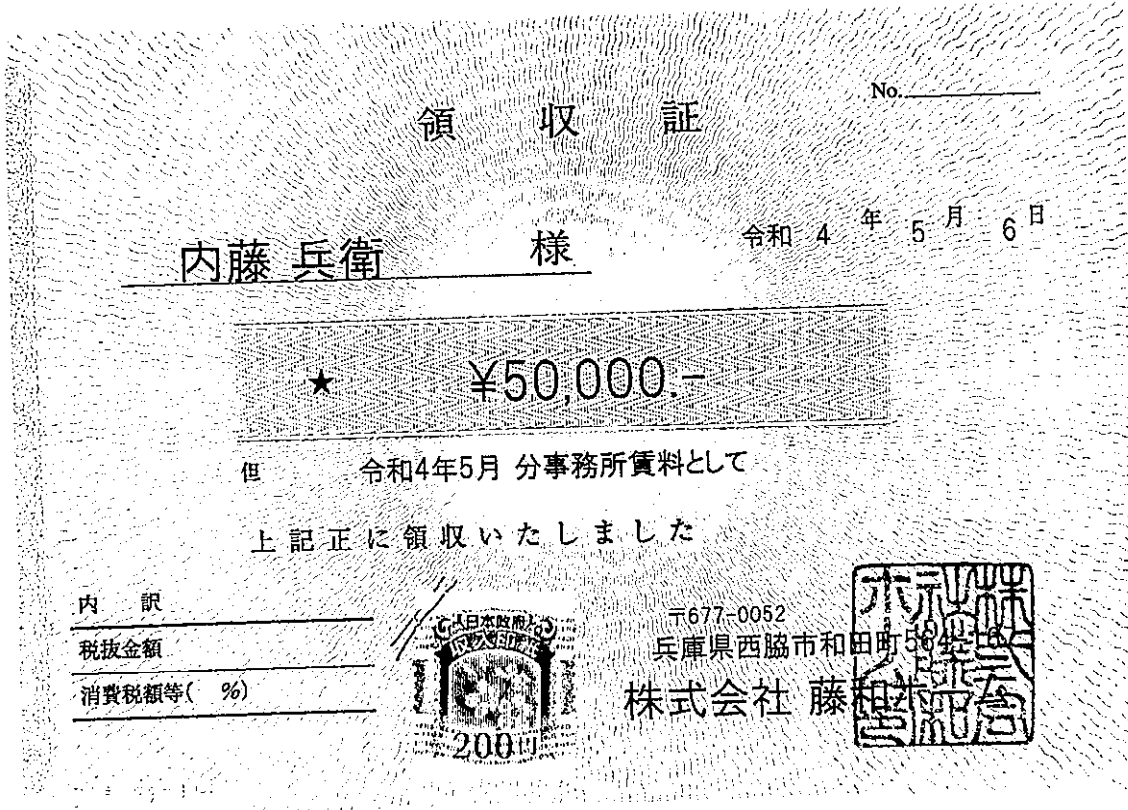 No.
領 収 証
令和 4 年 5 月 6 日
内藤 兵衛 様
★ ¥50,000.-
但 令和4年5月 分事務所賃料として
上記正に領収いたしました
内 訳
税抜金額
消費税額等( %)
日本政府
収入印紙
200円
〒677-0052
兵庫県西脇市和田町
株式会社 藤和